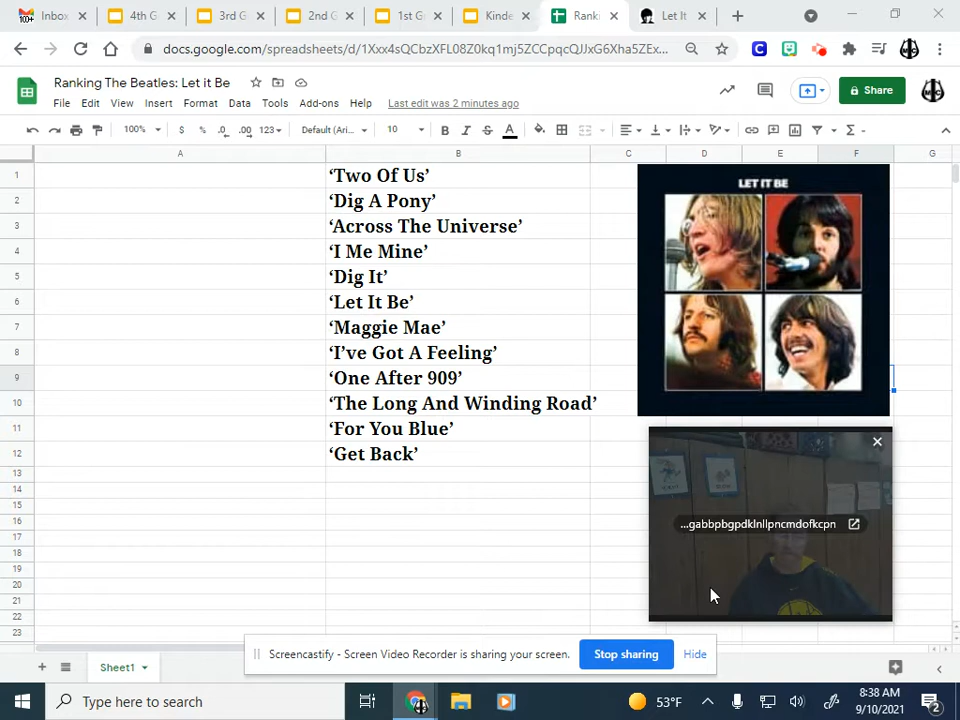 Inbox
100+
4th G
3rd G
2nd G
1st G
Kinde
Ranki
Let It
docs.google.com/spreadsheets/d/1Xxx4sQCbzXFL08Z0kq1mj5ZCCpqcQJJxG6Xha5ZEx...
Ranking The Beatles: Let it Be
File Edit View Insert Format Data Tools Add-ons Help Last edit was 2 minutes ago
Share
100% $ % .0 .00 123 Default (Ari... 10 B I S A
A B C D E F G
1 ‘Two Of Us’
2 ‘Dig A Pony’
3 ‘Across The Universe’
4 ‘I Me Mine’
5 ‘Dig It’
6 ‘Let It Be’
7 ‘Maggie Mae’
8 ‘I’ve Got A Feeling’
9 ‘One After 909’
10 ‘The Long And Winding Road’
11 ‘For You Blue’
12 ‘Get Back’
13
14
15
16
17
18
19
20
21
22
23
LET IT BE
...gabbpbgpdklnllpncmdofkcpn
Screencastify - Screen Video Recorder is sharing your screen. Stop sharing Hide
Sheet1
Type here to search
53°F
8:38 AM
9/10/2021
2